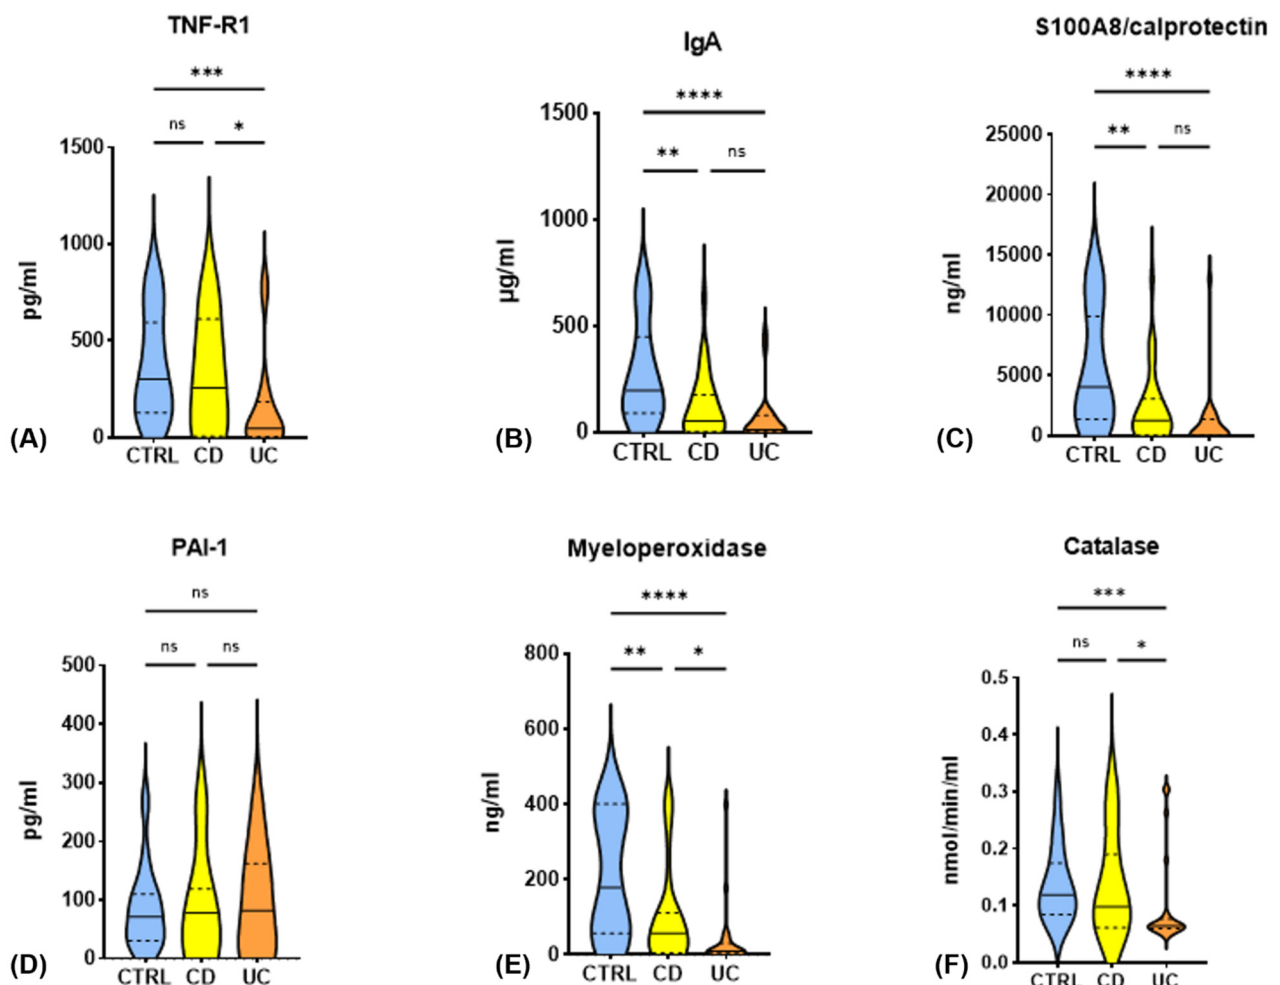 TNF-R1
***
ns *
1500
1000
500
0
pg/ml
(A)
CTRL CD UC
IgA
****
** ns
1500
1000
500
0
µg/ml
(B)
CTRL CD UC
S100A8/calprotectin
****
** ns
25000
20000
15000
10000
5000
0
ng/ml
(C)
CTRL CD UC
PAI-1
ns
ns ns
500
400
300
200
100
0
pg/ml
(D)
CTRL CD UC
Myeloperoxidase
****
** *
800
600
400
200
0
ng/ml
(E)
CTRL CD UC
Catalase
***
ns *
0.5
0.4
0.3
0.2
0.1
0.0
nmol/min/ml
(F)
CTRL CD UC